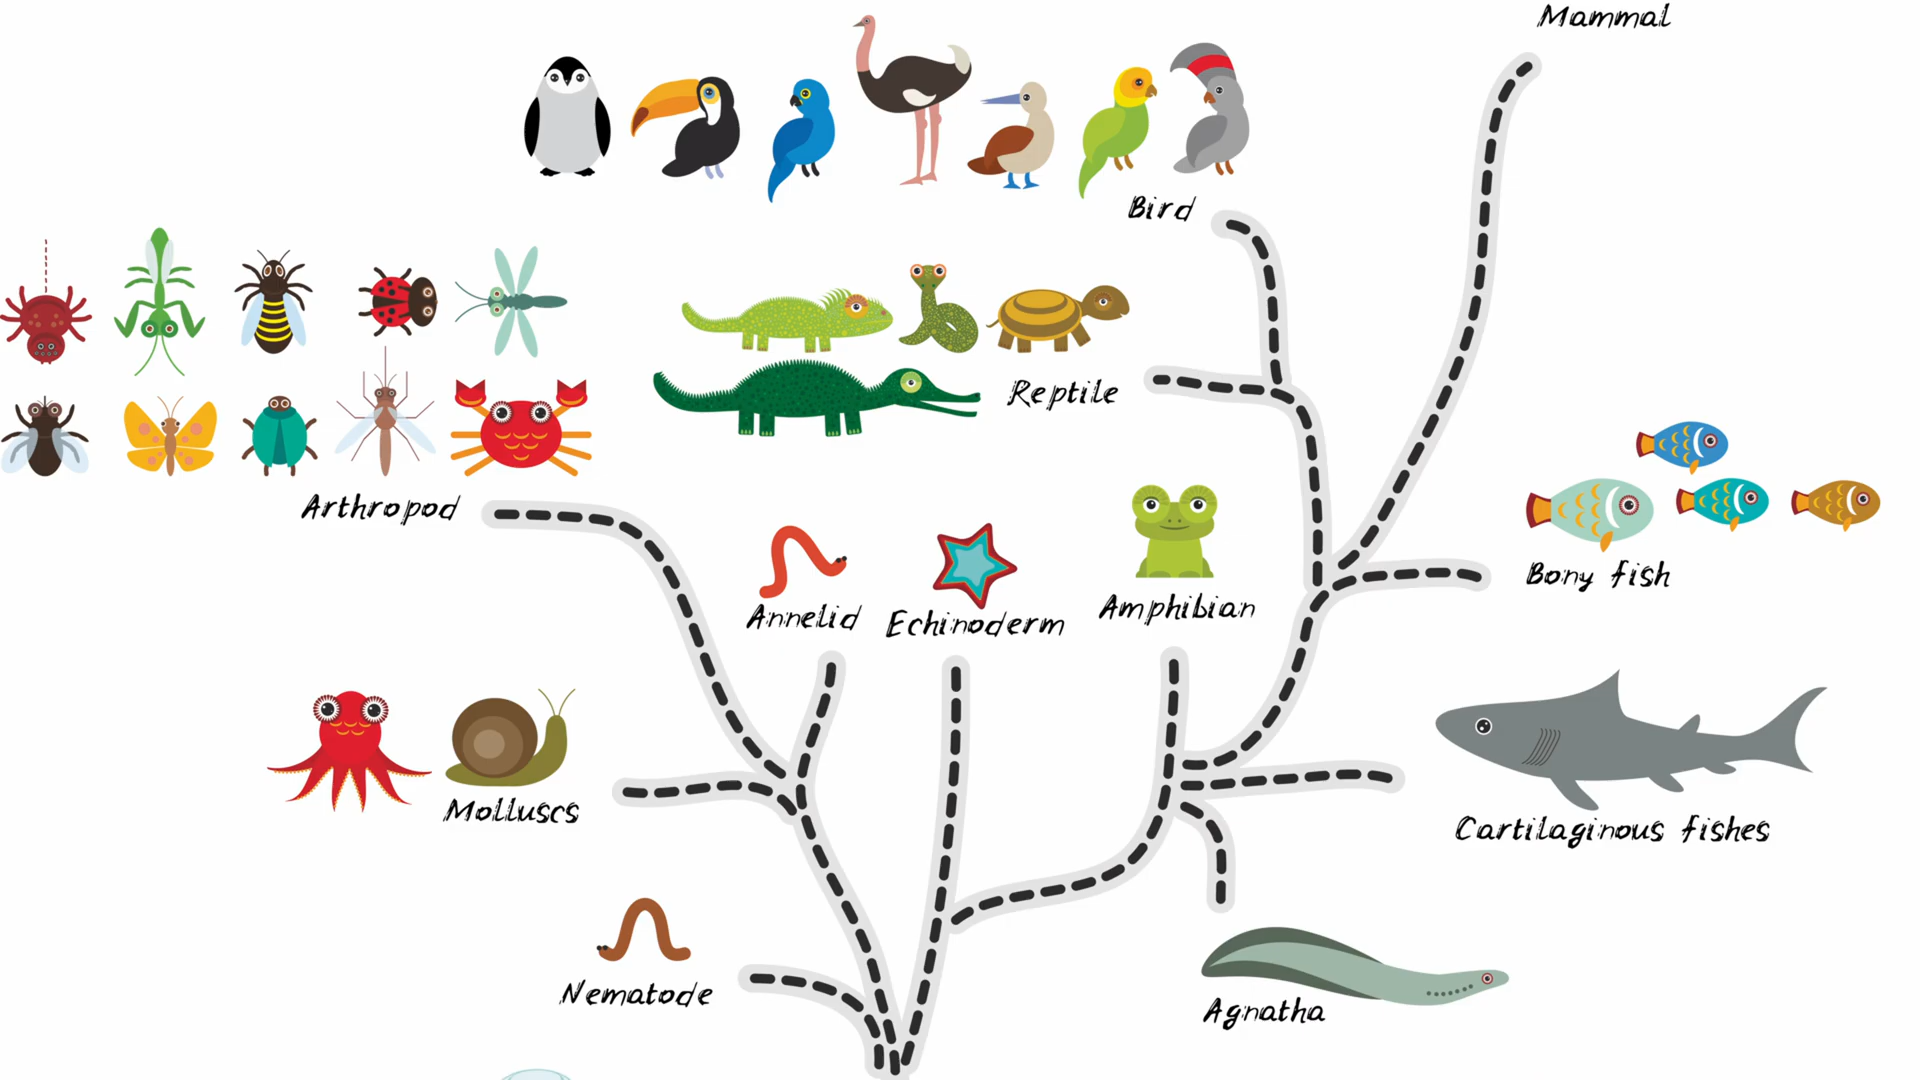 Mammal
Bird
Reptile
Arthropod
Bony fish
Annelid
Echinoderm
Amphibian
Molluscs
Cartilaginous fishes
Nematode
Agnatha